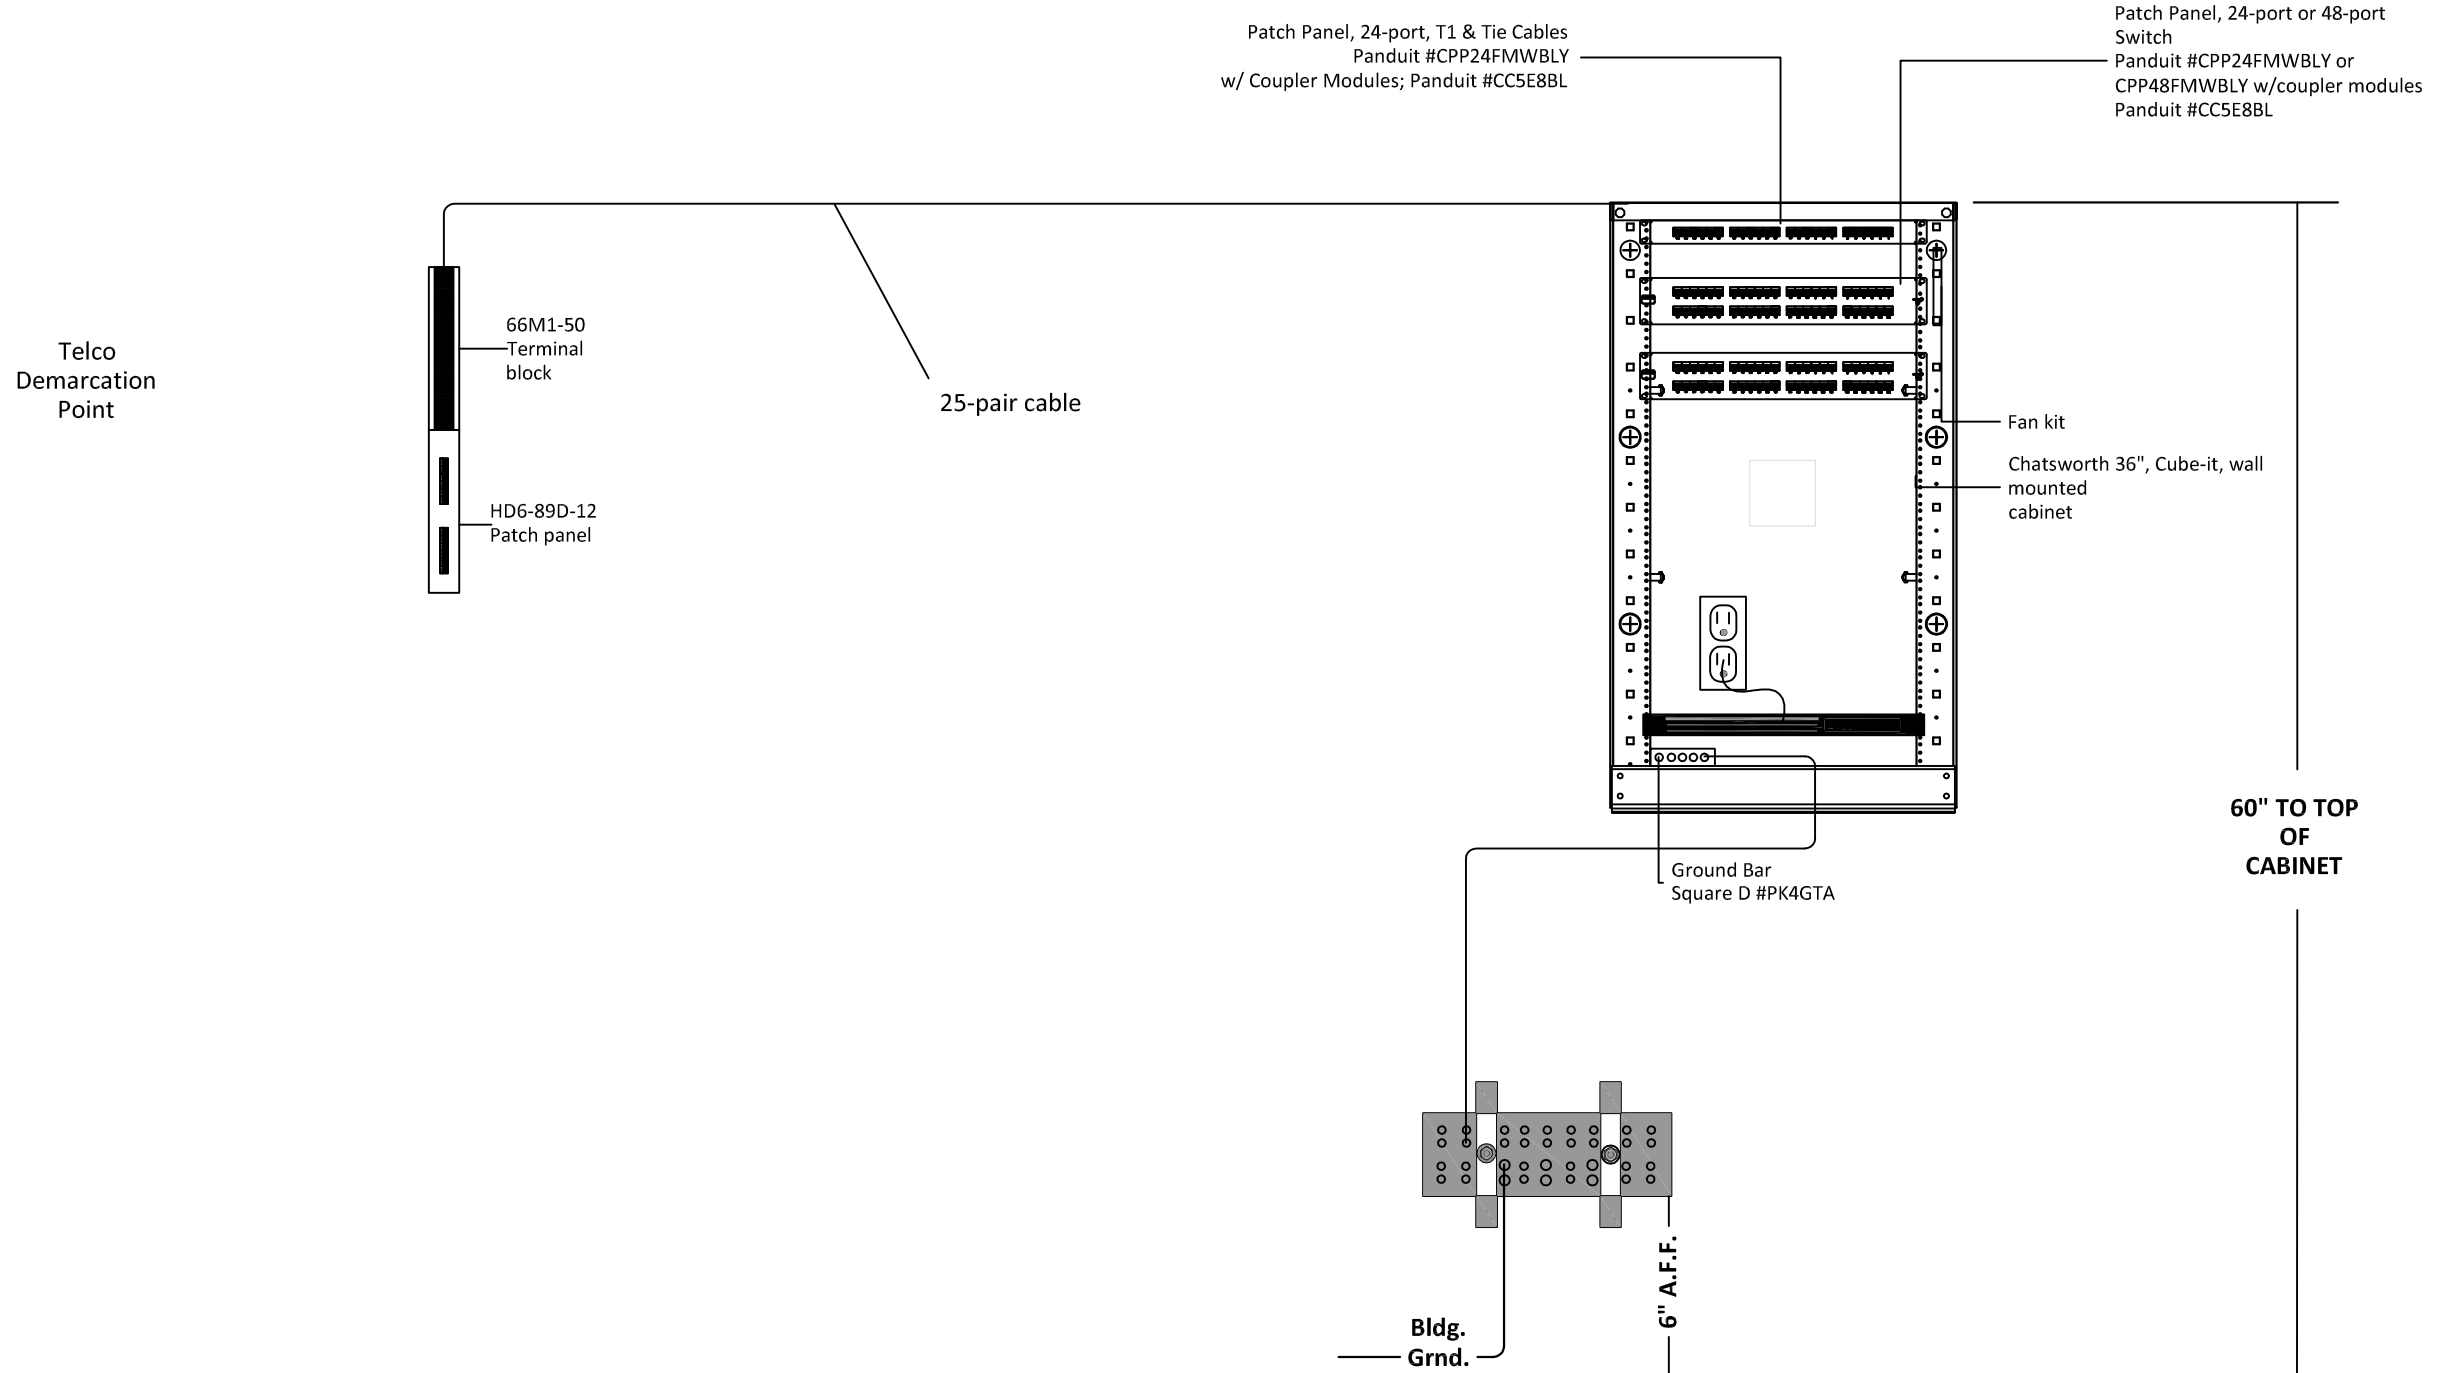 Patch Panel, 24-port, T1 & Tie Cables
Panduit #CPP24FMWBLY
w/ Coupler Modules; Panduit #CC5E8BL
Patch Panel, 24-port or 48-port
Switch
Panduit #CPP24FMWBLY or
CPP48FMWBLY w/coupler modules
Panduit #CC5E8BL
Telco
Demarcation
Point
66M1-50
Terminal
block
HD6-89D-12
Patch panel
25-pair cable
Fan kit
Chatsworth 36", Cube-it, wall
mounted
cabinet
60" TO TOP
OF
CABINET
Ground Bar
Square D #PK4GTA
6" A.F.F.
Bldg.
Grnd.